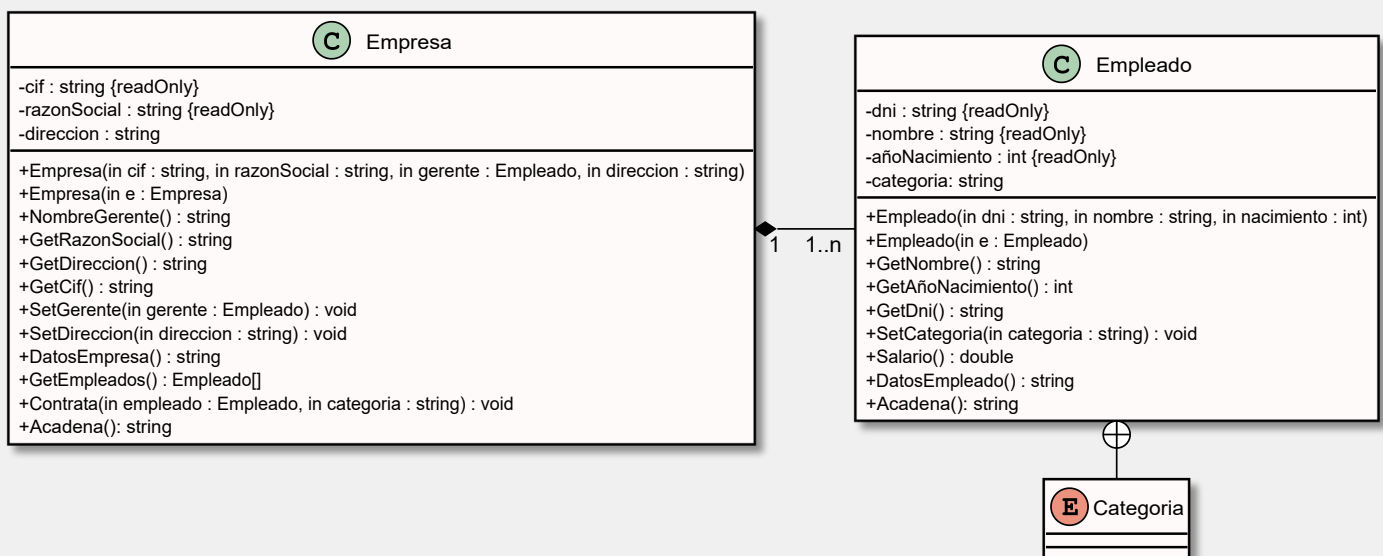 C Empresa
-cif : string {readOnly}
-razonSocial : string {readOnly}
-direccion : string
+Empresa(in cif : string, in razonSocial : string, in gerente : Empleado, in direccion : string)
+Empresa(in e : Empresa)
+NombreGerente() : string
+GetRazonSocial() : string
+GetDireccion() : string
+GetCif() : string
+SetGerente(in gerente : Empleado) : void
+SetDireccion(in direccion : string) : void
+DatosEmpresa() : string
+GetEmpleados() : Empleado[]
+Contrata(in empleado : Empleado, in categoria : string) : void
+Acadena(): string
1 1..n
C Empleado
-dni : string {readOnly}
-nombre : string {readOnly}
-añoNacimiento : int {readOnly}
-categoria: string
+Empleado(in dni : string, in nombre : string, in nacimiento : int)
+Empleado(in e : Empleado)
+GetNombre() : string
+GetAñoNacimiento() : int
+GetDni() : string
+SetCategoria(in categoria : string) : void
+Salario() : double
+DatosEmpleado() : string
+Acadena(): string
E Categoria